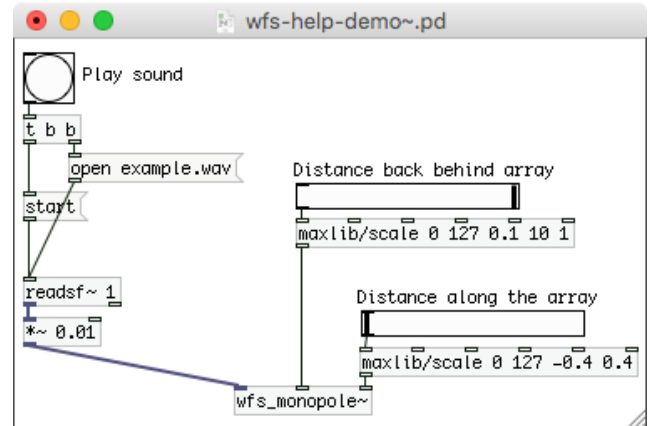 wfs-help-demo~.pd
Play sound
t b b
open example.wav
Distance back behind array
start
maxlib/scale 0 127 0.1 10 1
readsf~ 1
Distance along the array
*~ 0.01
maxlib/scale 0 127 -0.4 0.4
wfs_monopole~